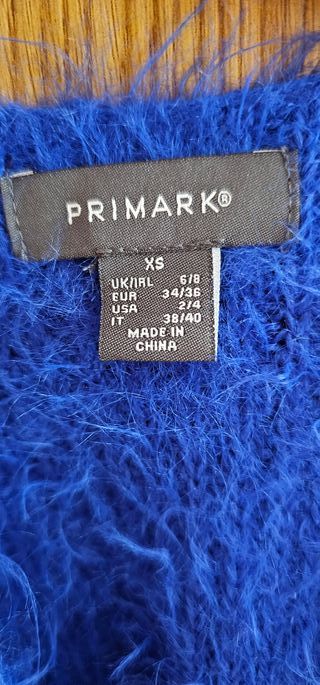 PRIMARK®
XS
UK/IRL 6/8
EUR 34/36
USA 2/4
IT 38/40
MADE IN
CHINA